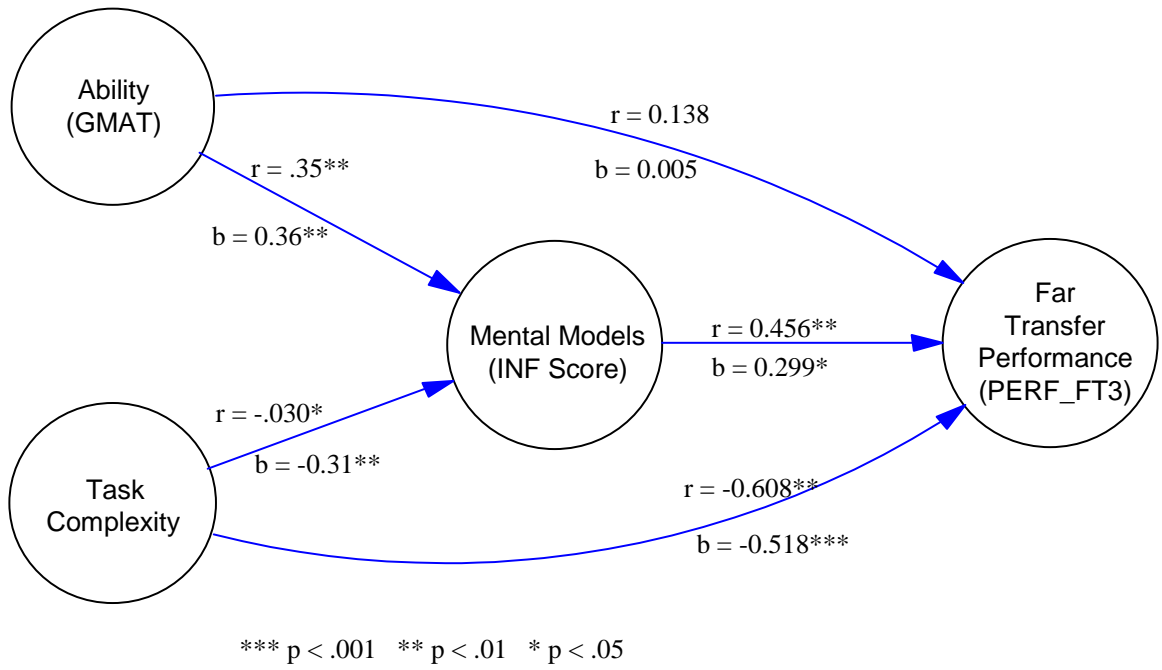 Ability
(GMAT)
r = 0.138
b = 0.005
r = .35**
b = 0.36**
Mental Models
(INF Score)
r = 0.456**
b = 0.299*
Far
Transfer
Performance
(PERF_FT3)
r = -.030*
b = -0.31**
Task
Complexity
r = -0.608**
b = -0.518***
*** p < .001 ** p < .01 * p < .05